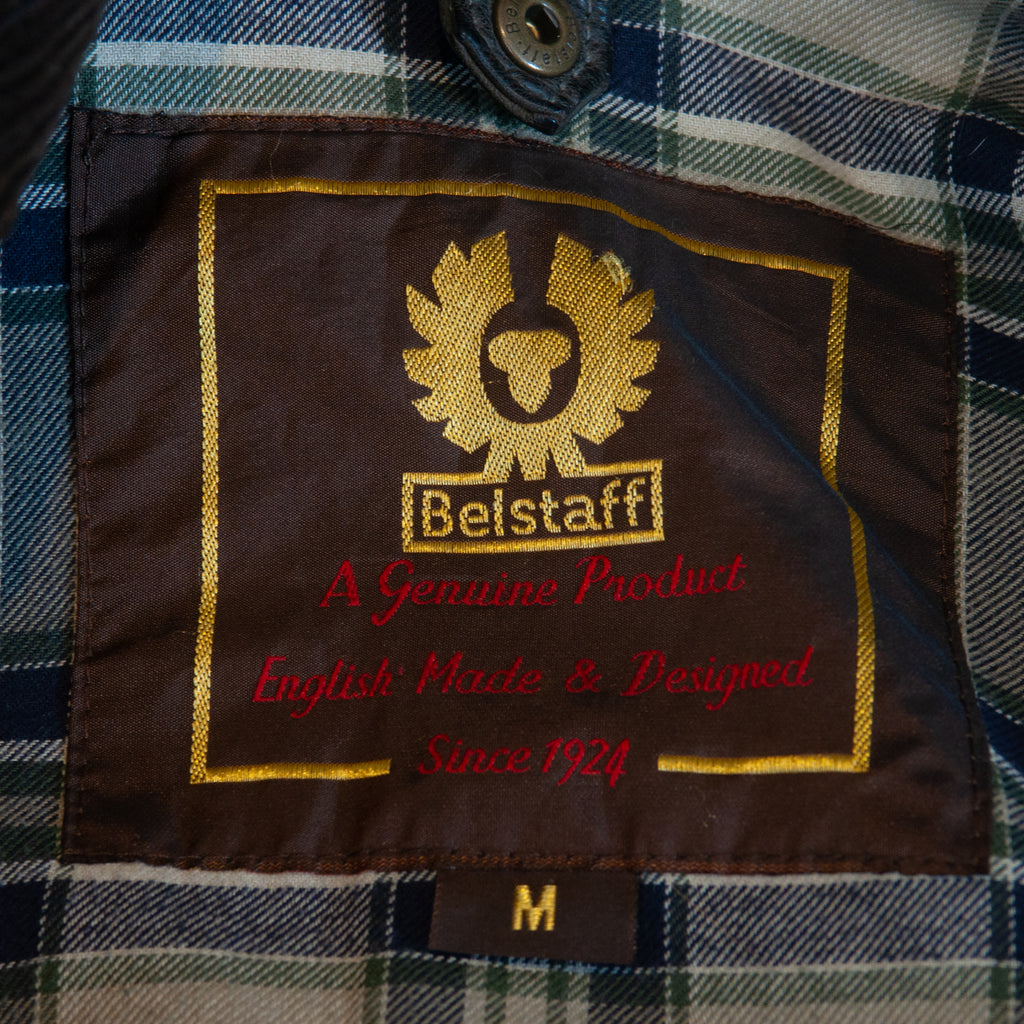 Belstaff
A Genuine Product
English Made & Designed
Since 1924
M